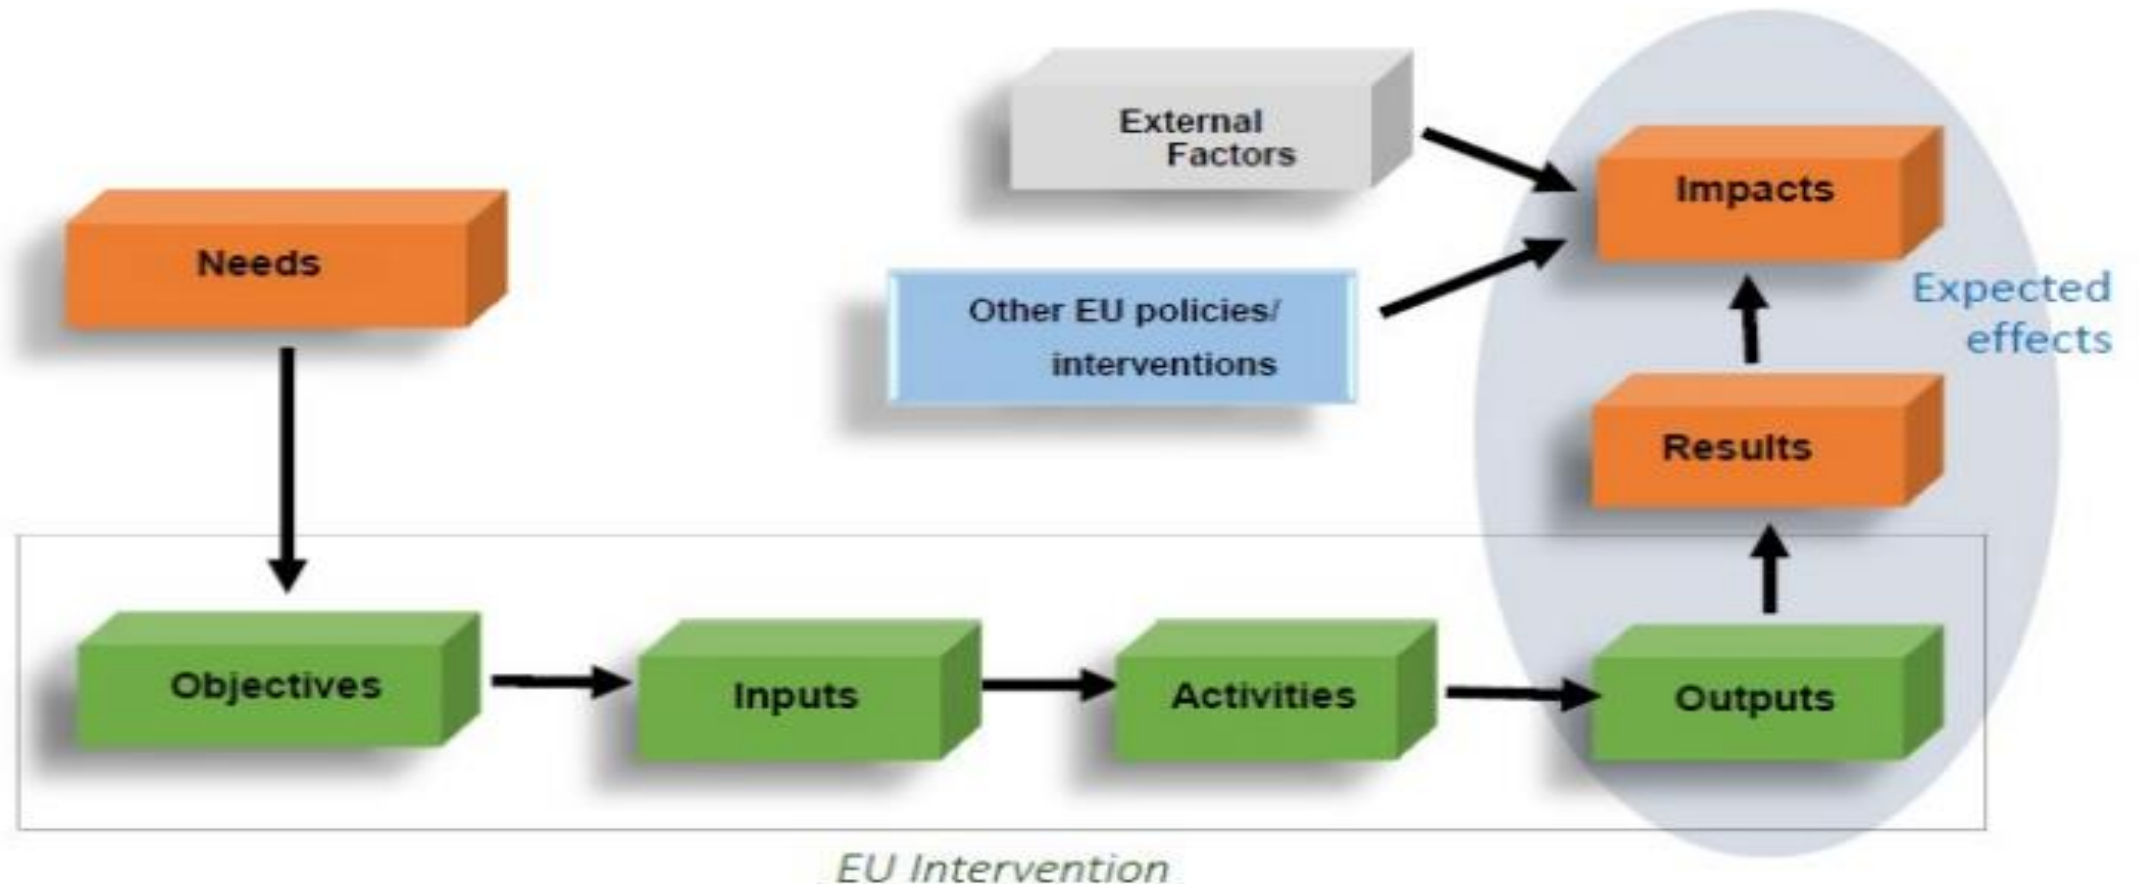 External
Factors
Impacts
Needs
Other EU policies/
interventions
Expected
effects
Results
Objectives
Inputs
Activities
Outputs
EU Intervention